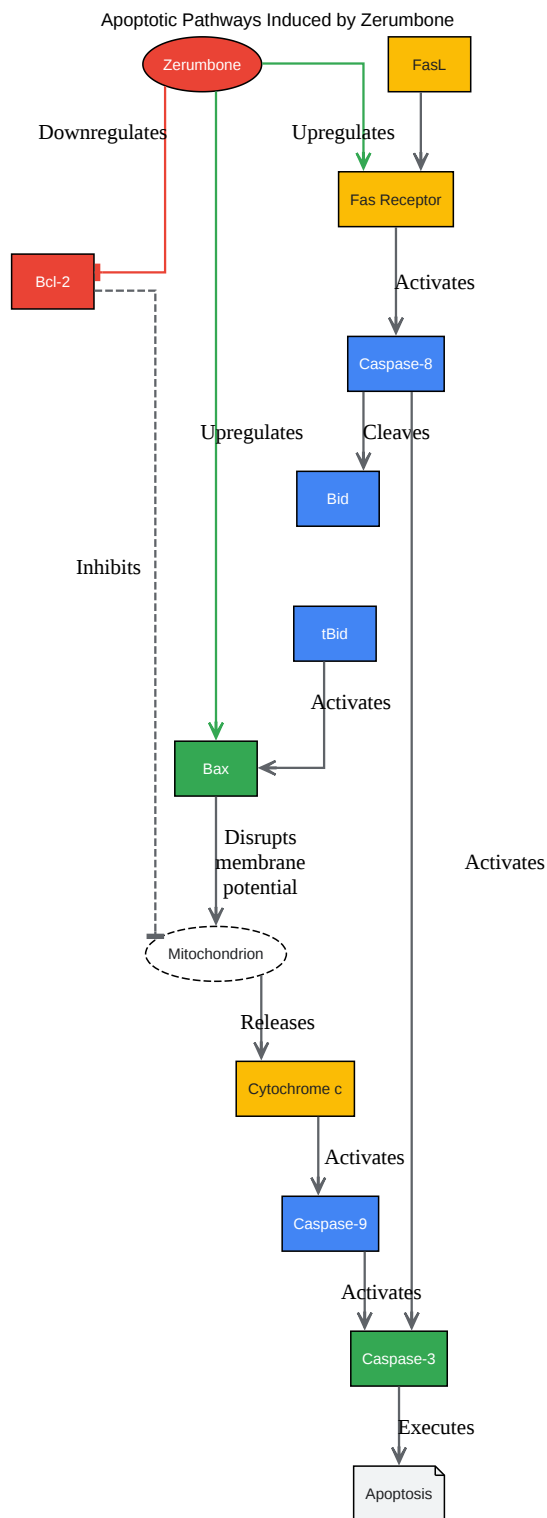 Apoptotic Pathways Induced by Zerumbone
Zerumbone
FasL
Downregulates
Upregulates
Fas Receptor
Bcl-2
Activates
Caspase-8
Upregulates
Cleaves
Bid
Inhibits
tBid
Activates
Bax
Disrupts
membrane
potential
Activates
Mitochondrion
Releases
Cytochrome c
Activates
Caspase-9
Activates
Caspase-3
Executes
Apoptosis